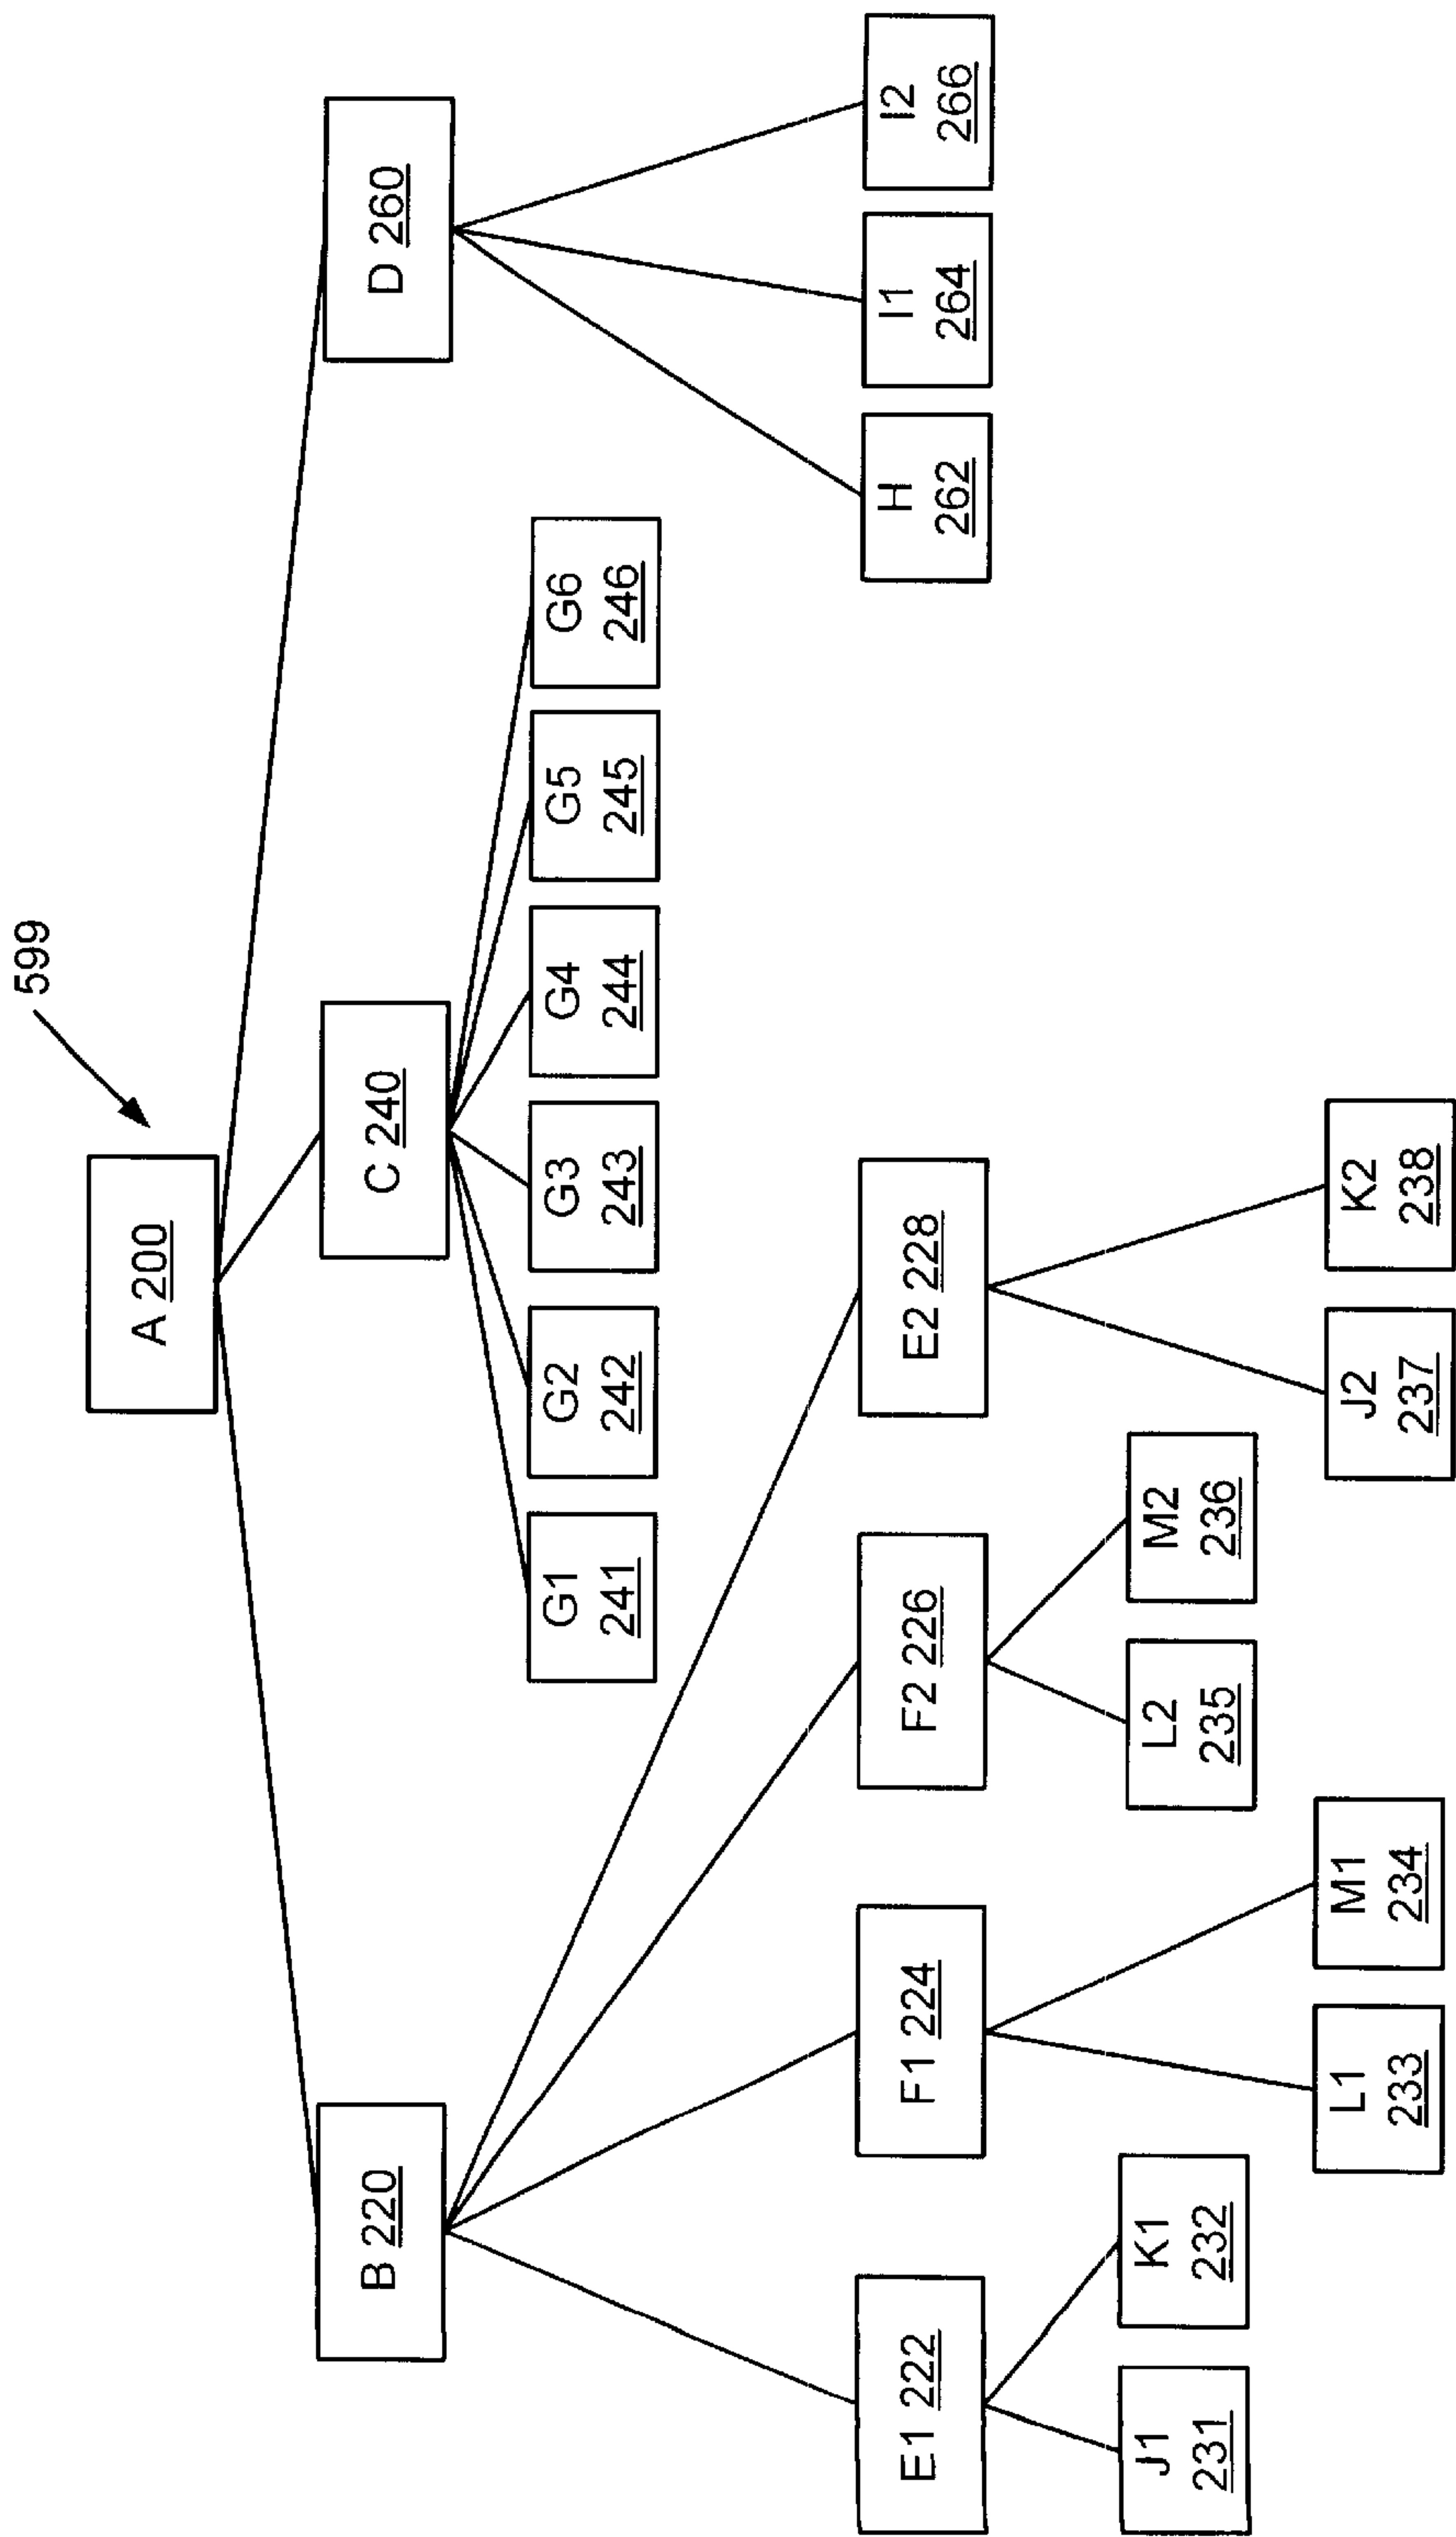 599
A 200
B 220
C 240
D 260
G1
241
G2
242
G3
243
G4
244
G5
245
G6
246
E1 222
F1 224
F2 226
E2 228
H
262
I1
264
I2
266
J1
231
K1
232
L2
235
M2
236
L1
233
M1
234
J2
237
K2
238